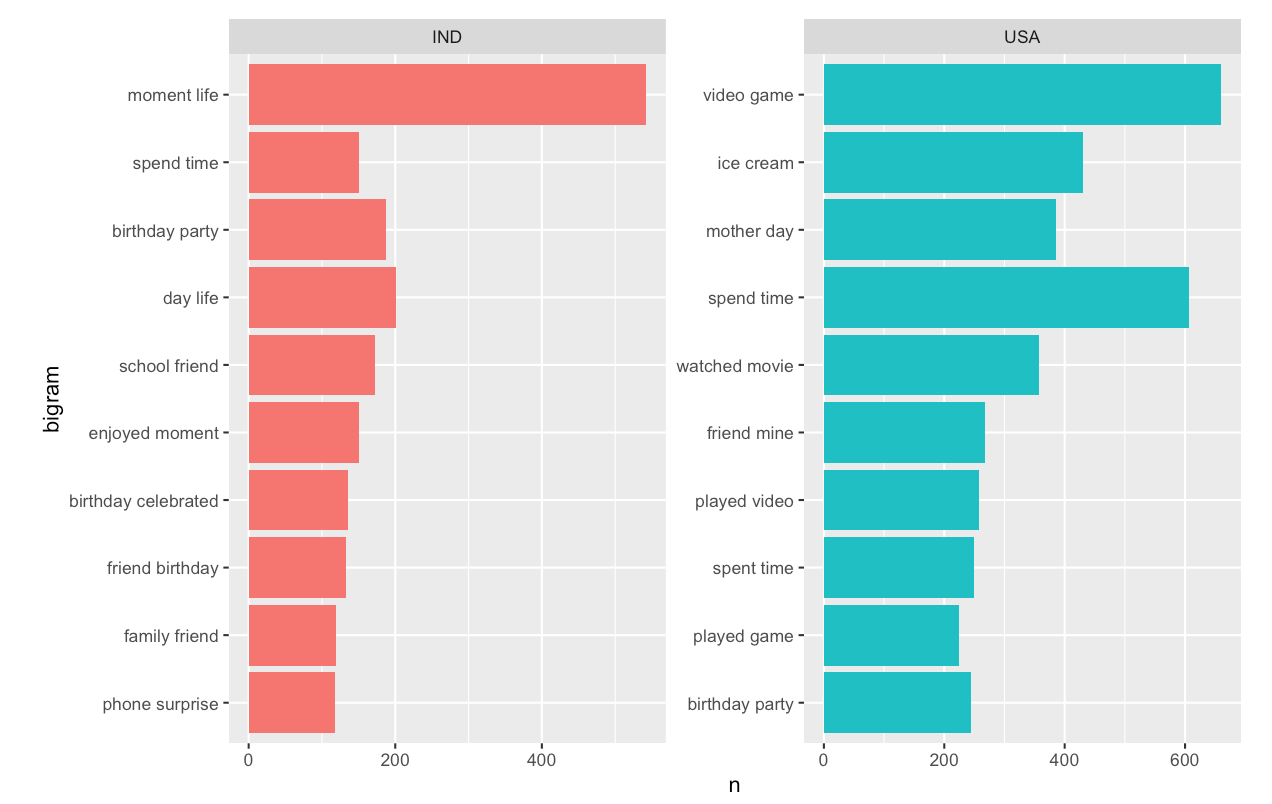 IND
moment life
spend time
birthday party
day life
school friend
enjoyed moment
birthday celebrated
friend birthday
family friend
phone surprise
0 200 400
USA
video game
ice cream
mother day
spend time
watched movie
friend mine
played video
spent time
played game
birthday party
0 200 400 600
bigram
n